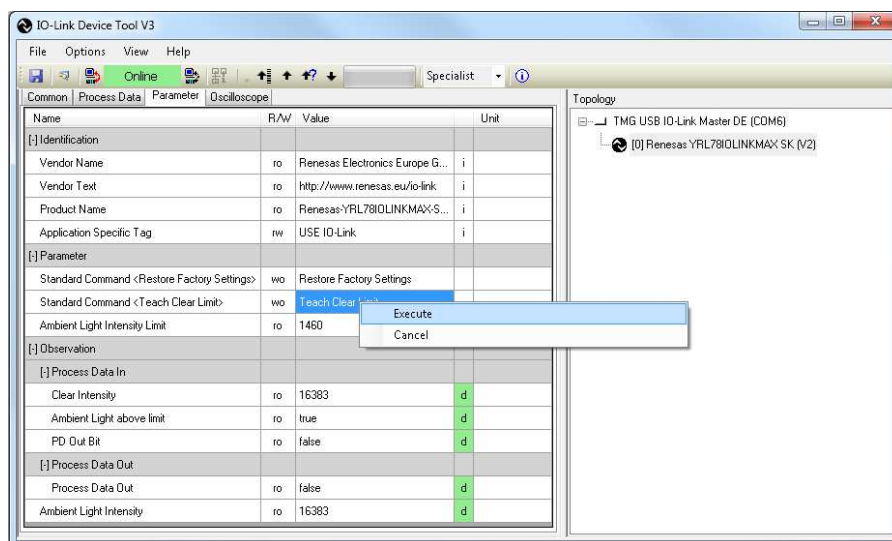 IO-Link Device Tool V3
File Options View Help
Online Specialist
Common Process Data Parameter Oscilloscope
Name R/W Value Unit
[-] Identification
Vendor Name ro Renesas Electronics Europe G... i
Vendor Text ro http://www.renesas.eu/io-link i
Product Name ro Renesas-YRL78IOLINKMAX-S... i
Application Specific Tag rw USE IO-Link i
[-] Parameter
Standard Command <Restore Factory Settings> wo Restore Factory Settings
Standard Command <Teach Clear Limit> wo Teach Clear Limit
Execute
Ambient Light Intensity Limit ro 1460
Cancel
[-] Observation
[-] Process Data In
Clear Intensity ro 16383 d
Ambient Light above limit ro true d
PD Out Bit ro false d
[-] Process Data Out
Process Data Out ro false d
Ambient Light Intensity ro 16383 d
Topology
TMG USB IO-Link Master DE (COM6)
[0] Renesas YRL78IOLINKMAX SK (V2)